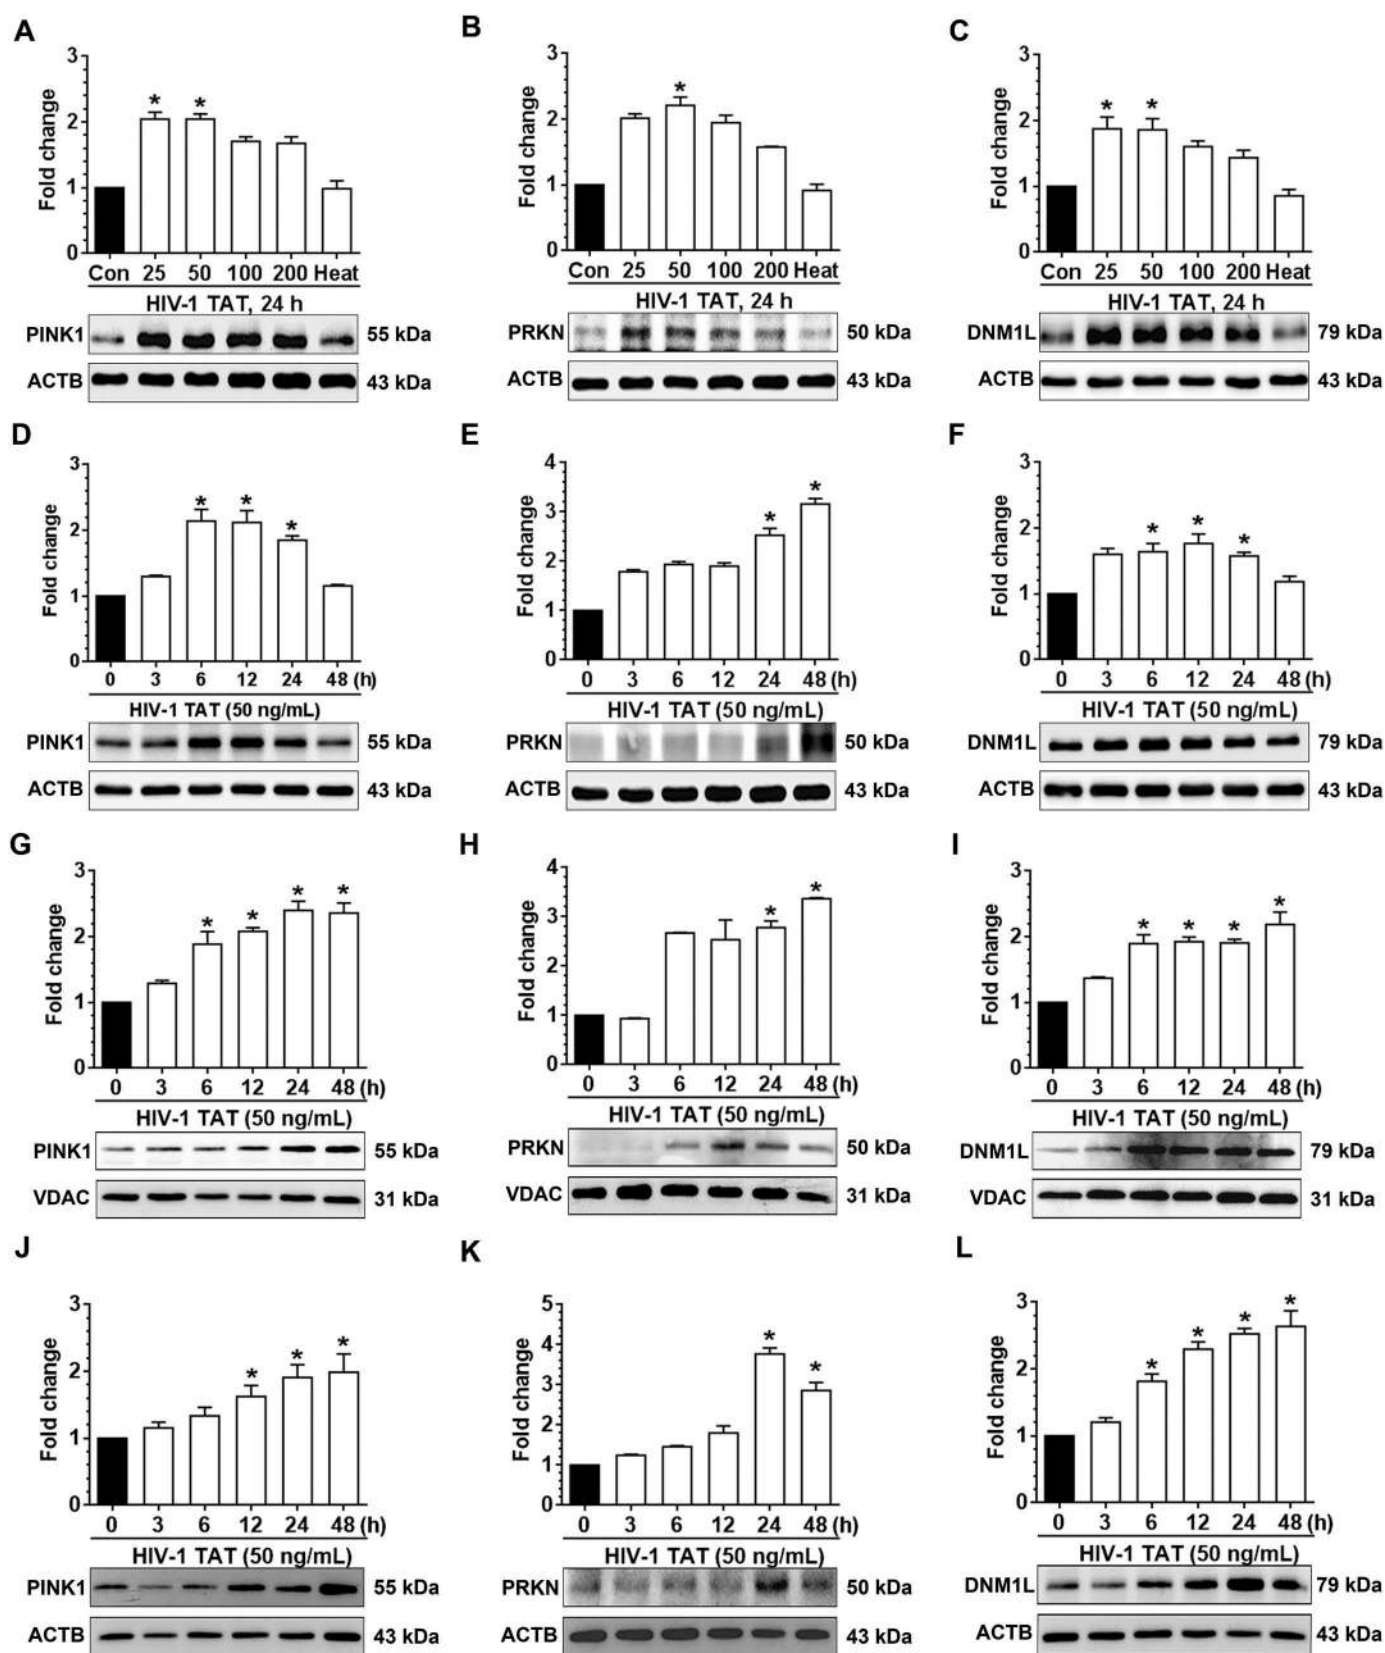 A
Fold change
3
2
1
0
* *
Con 25 50 100 200 Heat
HIV-1 TAT, 24 h
PINK1 55 kDa
ACTB 43 kDa
B
Fold change
3
2
1
0
*
Con 25 50 100 200 Heat
HIV-1 TAT, 24 h
PRKN 50 kDa
ACTB 43 kDa
C
Fold change
3
2
1
0
* *
Con 25 50 100 200 Heat
HIV-1 TAT, 24 h
DNM1L 79 kDa
ACTB 43 kDa
D
Fold change
3
2
1
0
* * *
0 3 6 12 24 48 (h)
HIV-1 TAT (50 ng/mL)
PINK1 55 kDa
ACTB 43 kDa
E
Fold change
4
3
2
1
0
* *
0 3 6 12 24 48 (h)
HIV-1 TAT (50 ng/mL)
PRKN 50 kDa
ACTB 43 kDa
F
Fold change
3
2
1
0
* * *
0 3 6 12 24 48 (h)
HIV-1 TAT (50 ng/mL)
DNM1L 79 kDa
ACTB 43 kDa
G
Fold change
3
2
1
0
* * * *
0 3 6 12 24 48 (h)
HIV-1 TAT (50 ng/mL)
PINK1 55 kDa
VDAC 31 kDa
H
Fold change
4
3
2
1
0
* *
0 3 6 12 24 48 (h)
HIV-1 TAT (50 ng/mL)
PRKN 50 kDa
VDAC 31 kDa
I
Fold change
3
2
1
0
* * * *
0 3 6 12 24 48 (h)
HIV-1 TAT (50 ng/mL)
DNM1L 79 kDa
VDAC 31 kDa
J
Fold change
3
2
1
0
* * *
0 3 6 12 24 48 (h)
HIV-1 TAT (50 ng/mL)
PINK1 55 kDa
ACTB 43 kDa
K
Fold change
5
4
3
2
1
0
* *
0 3 6 12 24 48 (h)
HIV-1 TAT (50 ng/mL)
PRKN 50 kDa
ACTB 43 kDa
L
Fold change
3
2
1
0
* * * *
0 3 6 12 24 48 (h)
HIV-1 TAT (50 ng/mL)
DNM1L 79 kDa
ACTB 43 kDa